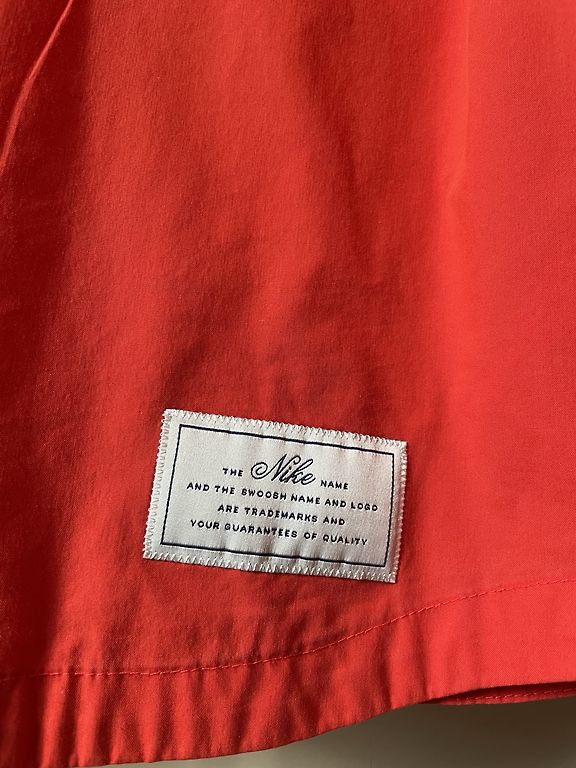 THE Nike NAME
AND THE SWOOSH NAME AND LOGO
ARE TRADEMARKS AND
YOUR GUARANTEES OF QUALITY